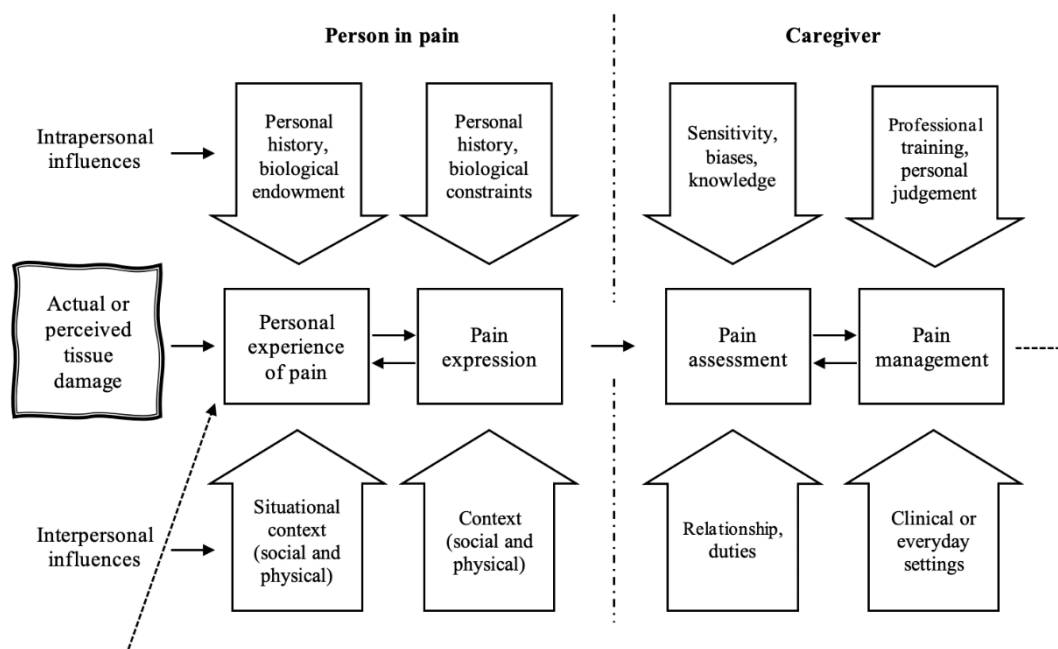 Person in pain
Caregiver
Intrapersonal
influences
Personal
history,
biological
endowment
Personal
history,
biological
constraints
Sensitivity,
biases,
knowledge
Professional
training,
personal
judgement
Actual or
perceived
tissue
damage
Personal
experience
of pain
Pain
expression
Pain
assessment
Pain
management
Interpersonal
influences
Situational
context
(social and
physical)
Context
(social and
physical)
Relationship,
duties
Clinical or
everyday
settings